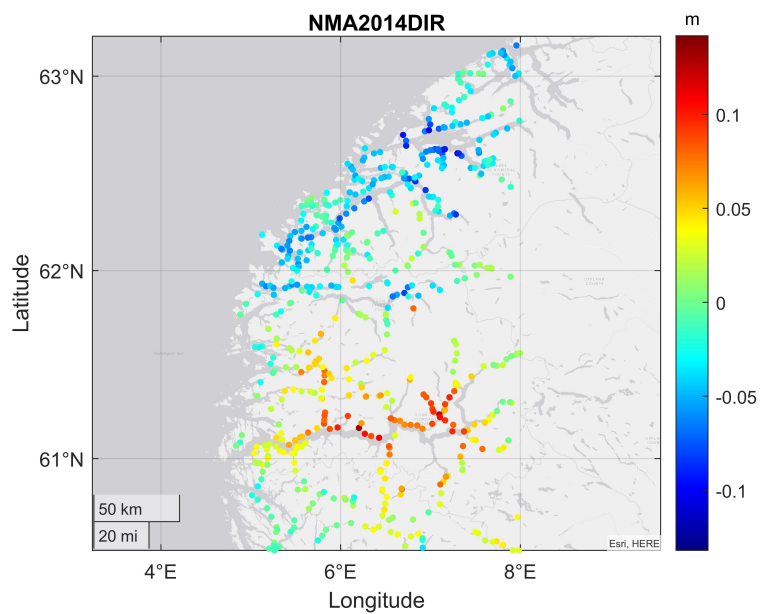 NMA2014DIR
m
63°N
62°N
61°N
0.1
0.05
0
-0.05
-0.1
Latitude
50 km
20 mi
Esri, HERE
4°E
6°E
8°E
Longitude